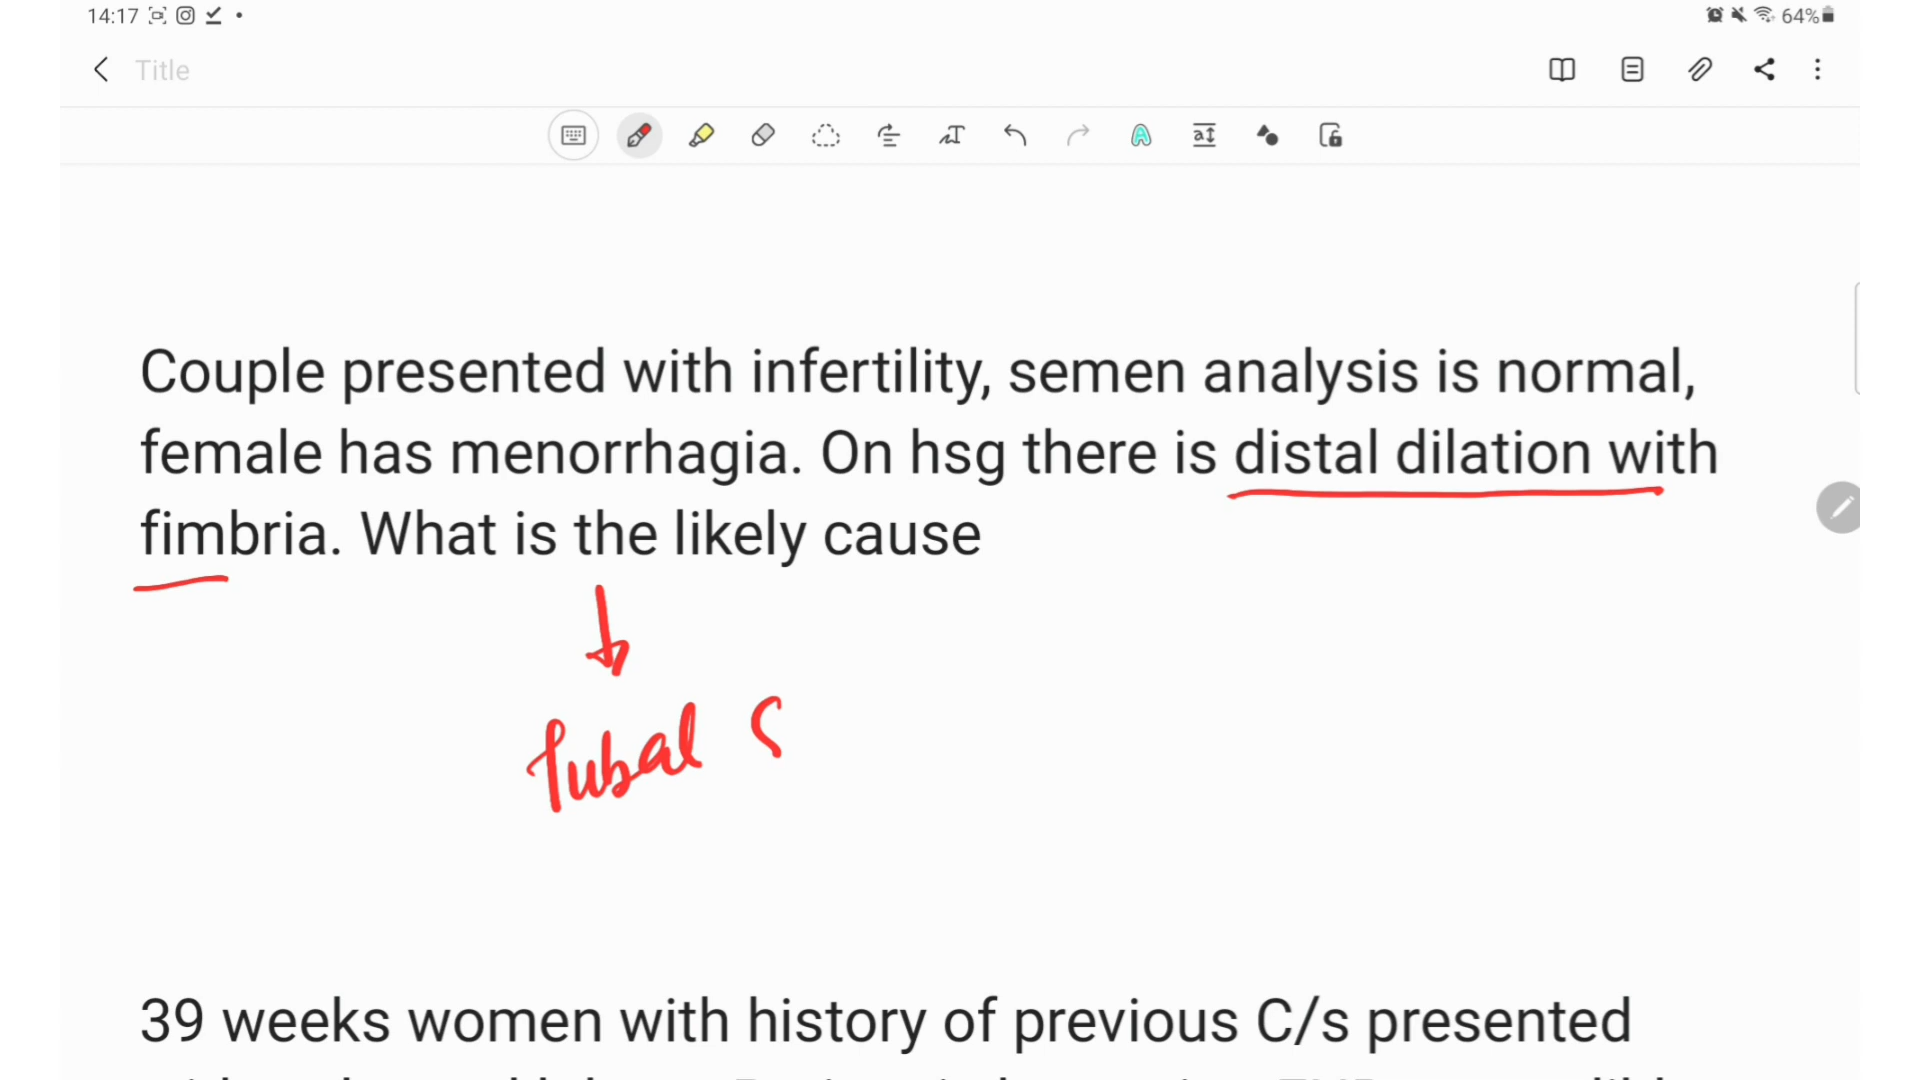 14:17
64%
Title
Couple presented with infertility, semen analysis is normal,
female has menorrhagia. On hsg there is distal dilation with
fimbria. What is the likely cause
Tubal
39 weeks women with history of previous C/s presented